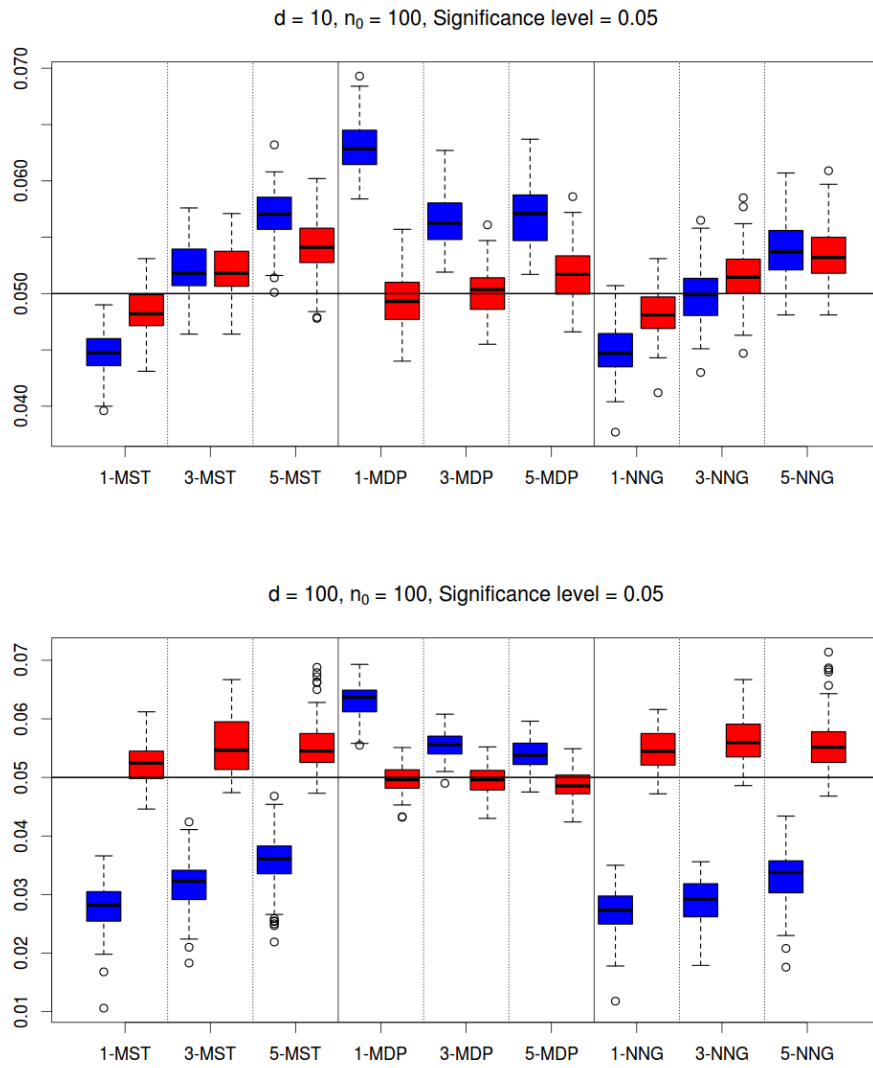 d = 10, n₀ = 100, Significance level = 0.05
0.070
0.060
0.050
0.040
1-MST 3-MST 5-MST 1-MDP 3-MDP 5-MDP 1-NNG 3-NNG 5-NNG
d = 100, n₀ = 100, Significance level = 0.05
0.07
0.06
0.05
0.04
0.03
0.02
0.01
1-MST 3-MST 5-MST 1-MDP 3-MDP 5-MDP 1-NNG 3-NNG 5-NNG